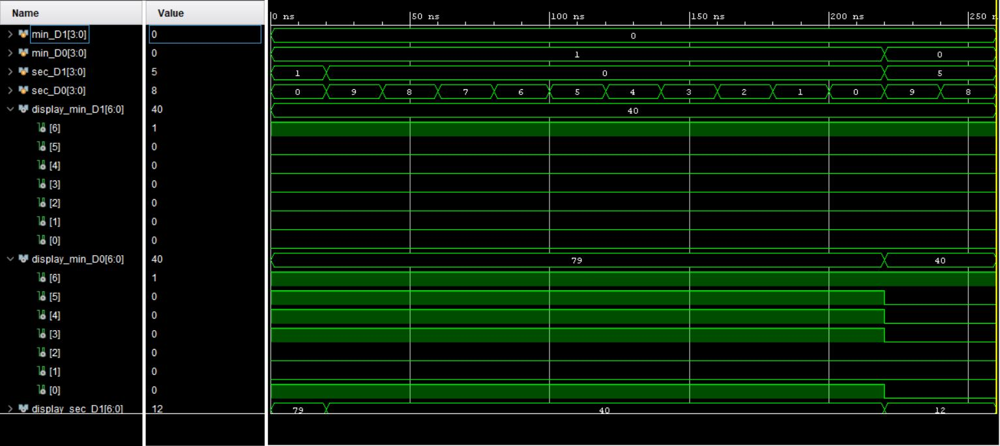 Name Value 0 ns 50 ns 100 ns 150 ns 200 ns 250 n
min_D1[3:0] 0 0
min_D0[3:0] 0 1 0
sec_D1[3:0] 5 1 0 5
sec_D0[3:0] 8 0 9 8 7 6 5 4 3 2 1 0 9 8
display_min_D1[6:0] 40 40
[6] 1
[5] 0
[4] 0
[3] 0
[2] 0
[1] 0
[0] 0
display_min_D0[6:0] 40 79 40
[6] 1
[5] 0
[4] 0
[3] 0
[2] 0
[1] 0
[0] 0
display_sec_D1[6:0] 12 79 40 12